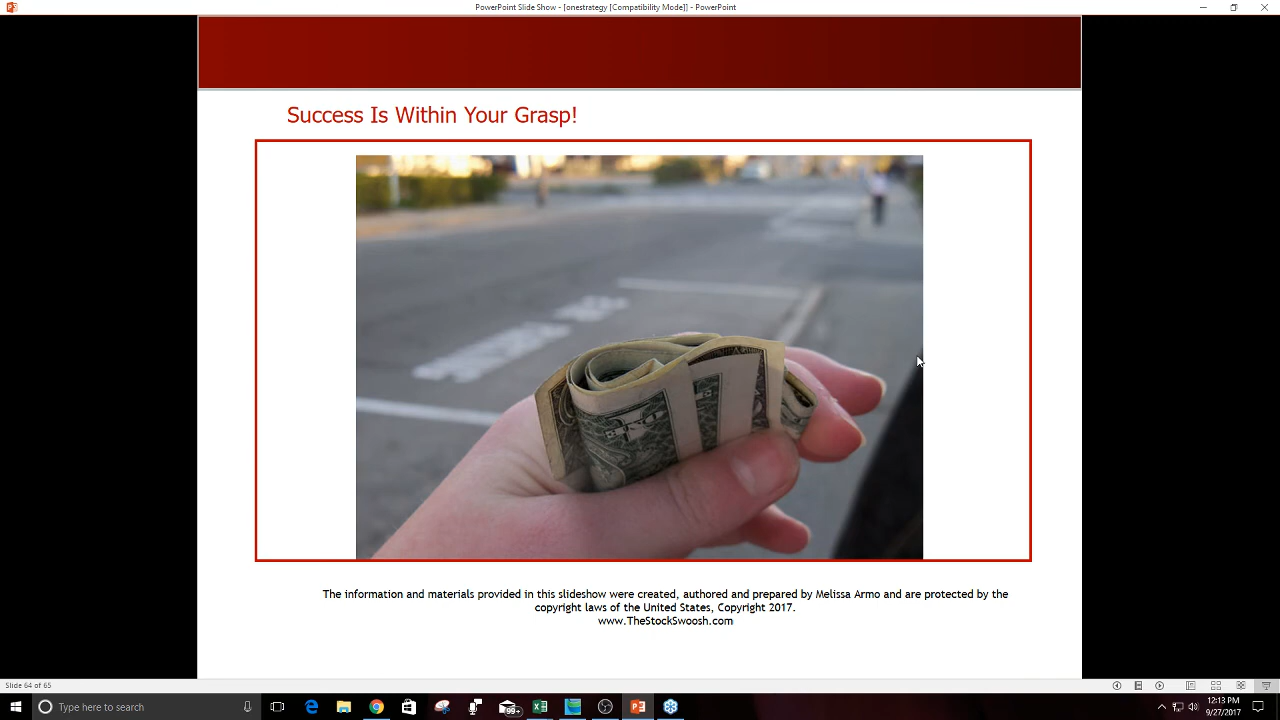 PowerPoint Slide Show - [onestrategy [Compatibility Mode]] - PowerPoint
Success Is Within Your Grasp!
The information and materials provided in this slideshow were created, authored and prepared by Melissa Armo and are protected by the
copyright laws of the United States, Copyright 2017.
www.TheStockSwoosh.com
Slide 64 of 65
Type here to search
99+
12:13 PM
9/27/2017